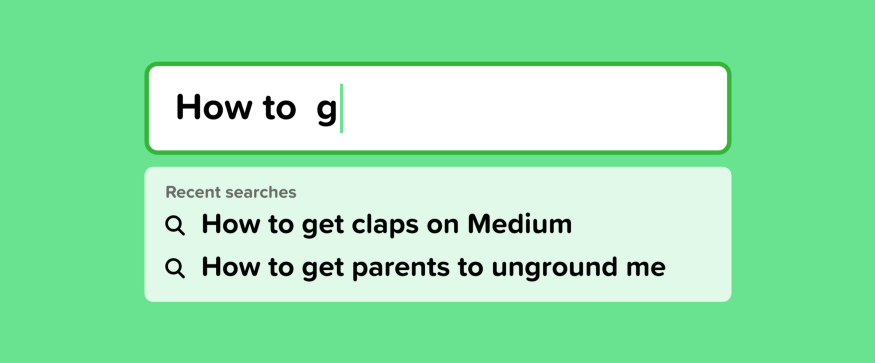 How to  g
Recent searches
How to get claps on Medium
How to get parents to unground me